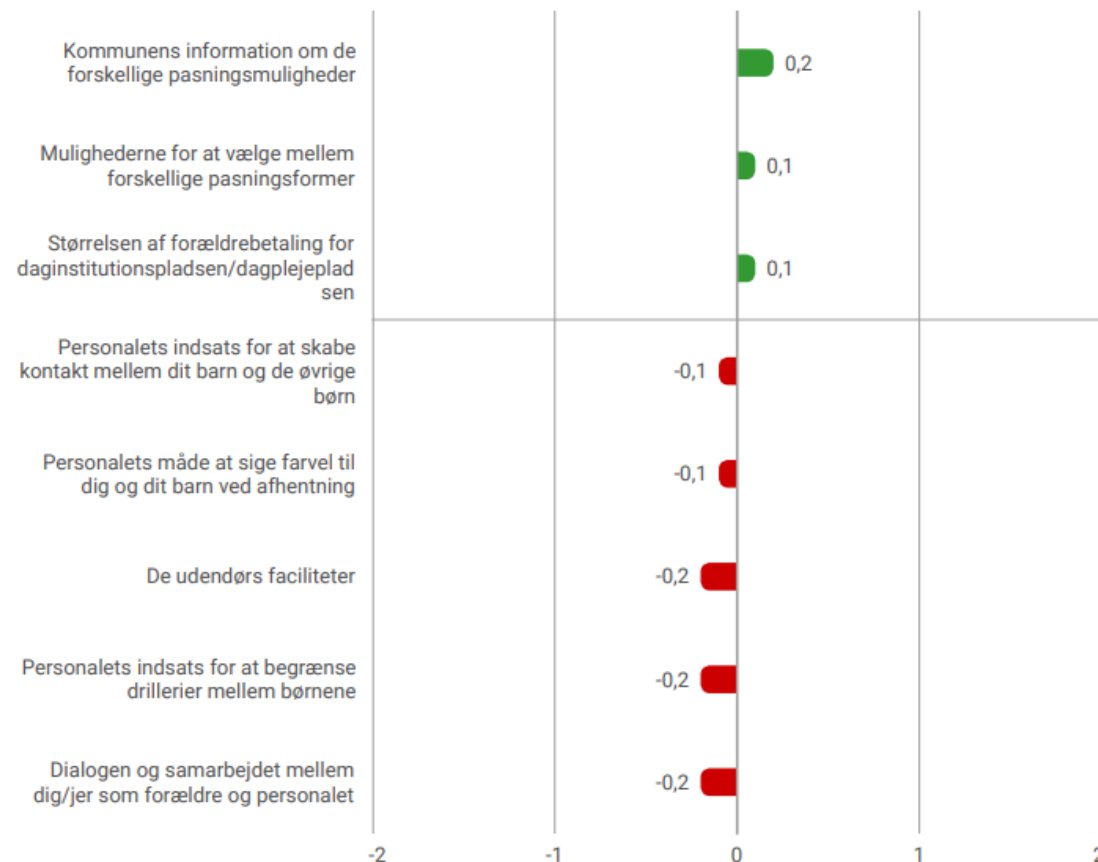 Kommunens information om de
forskellige pasningsmuligheder
0,2
Mulighederne for at vælge mellem
forskellige pasningsformer
0,1
Størrelsen af forældrebetaling for
daginstitutionspladsen/dagplejeplad
sen
0,1
Personalets indsats for at skabe
kontakt mellem dit barn og de øvrige
børn
-0,1
Personalets måde at sige farvel til
dig og dit barn ved afhentning
-0,1
De udendørs faciliteter
-0,2
Personalets indsats for at begrænse
drillerier mellem børnene
-0,2
Dialogen og samarbejdet mellem
dig/jer som forældre og personalet
-0,2
-2 -1 0 1 2